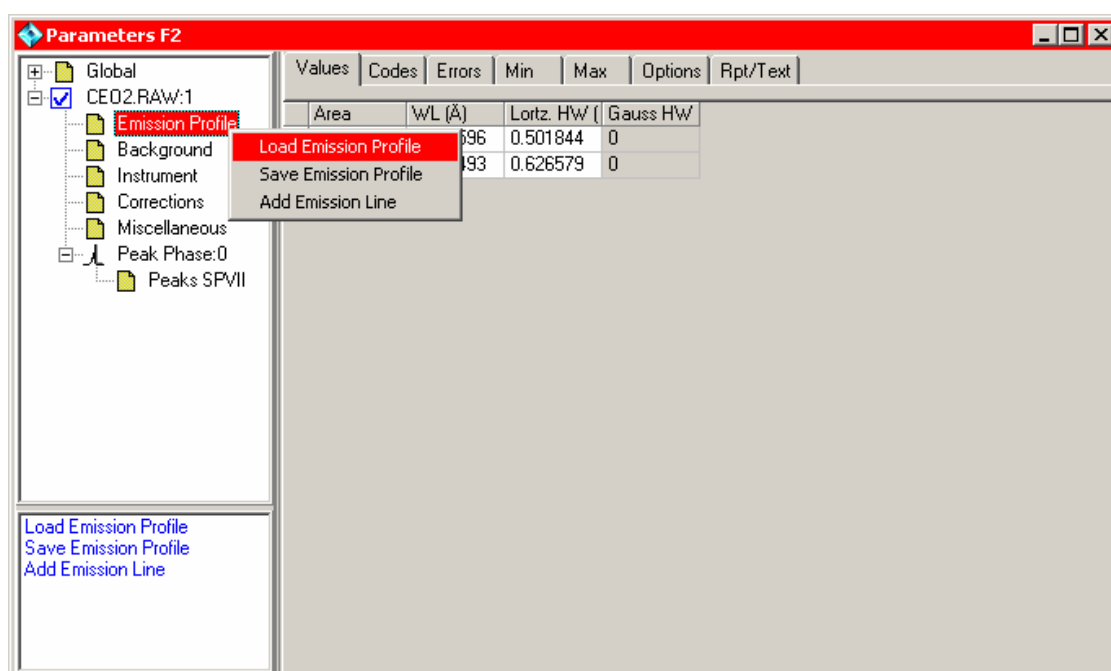 Parameters F2
Global
CEO2.RAW:1
Emission Profile
Background
Instrument
Corrections
Miscellaneous
Peak Phase:0
Peaks SPVII
Load Emission Profile
Save Emission Profile
Add Emission Line
Values Codes Errors Min Max Options Rpt/Text
Area WL (Å) Lortz. HW ( Gauss HW
596 0.501844 0
493 0.626579 0
Load Emission Profile
Save Emission Profile
Add Emission Line